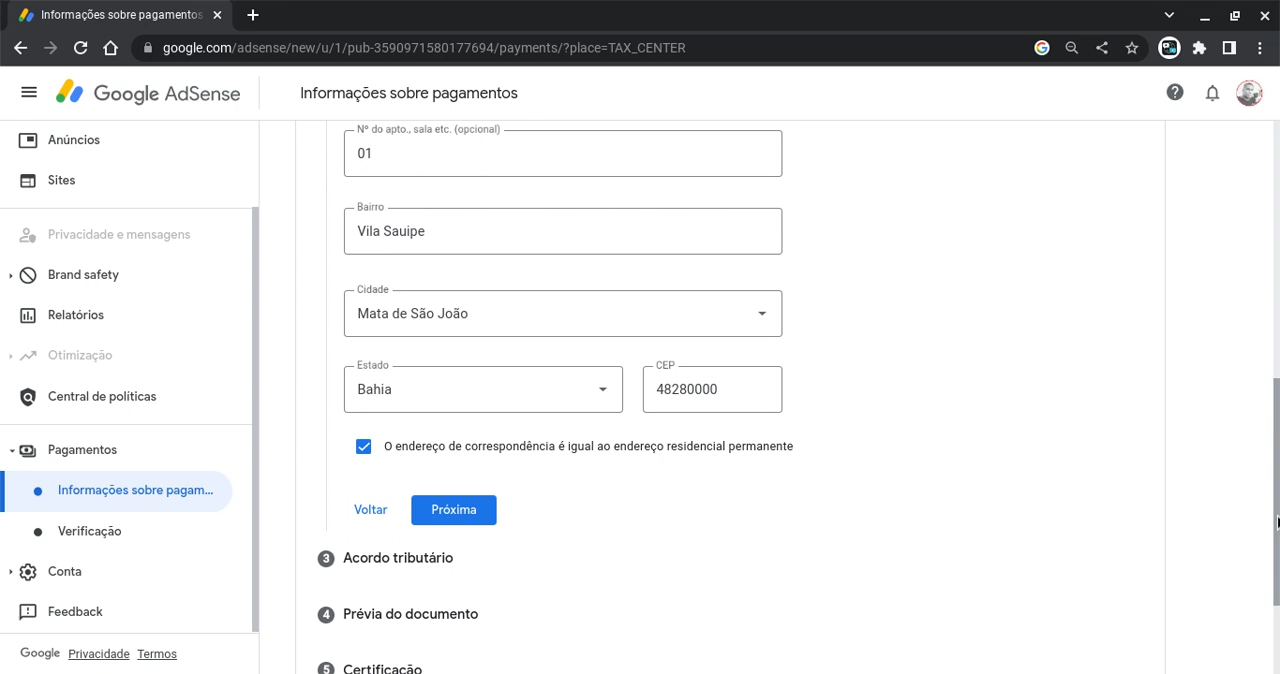 Informações sobre pagamentos
google.com/adsense/new/u/1/pub-3590971580177694/payments/?place=TAX_CENTER
Google AdSense
Informações sobre pagamentos
Anúncios
Sites
Privacidade e mensagens
Brand safety
Relatórios
Otimização
Central de políticas
Pagamentos
Informações sobre pagam...
Verificação
Conta
Feedback
Google Privacidade Termos
Nº do apto., sala etc. (opcional)
01
Bairro
Vila Sauipe
Cidade
Mata de São João
Estado
Bahia
CEP
48280000
O endereço de correspondência é igual ao endereço residencial permanente
Voltar
Próxima
3 Acordo tributário
4 Prévia do documento
5 Certificação